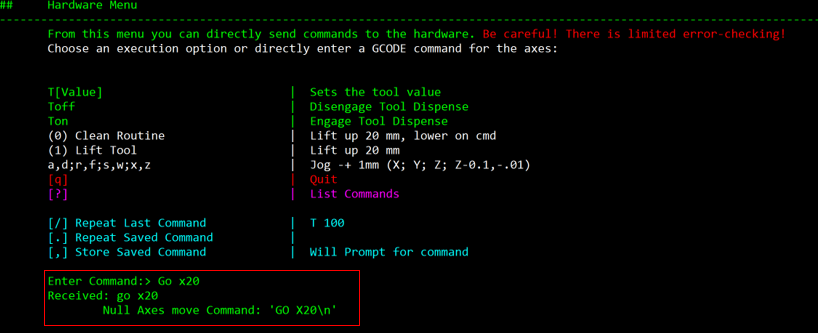 ## Hardware Menu
From this menu you can directly send commands to the hardware. Be careful! There is limited error-checking!
Choose an execution option or directly enter a GCODE command for the axes:
T[Value] | Sets the tool value
Toff | Disengage Tool Dispense
Ton | Engage Tool Dispense
(0) Clean Routine | Lift up 20 mm, lower on cmd
(1) Lift Tool | Lift up 20 mm
a,d;r,f;s,w;x,z | Jog -+ 1mm (X; Y; Z; Z-0.1,-.01)
[q] | Quit
[?] | List Commands
[/] Repeat Last Command | T 100
[.] Repeat Saved Command |
[,] Store Saved Command | Will Prompt for command
Enter Command:> Go x20
Received: go x20
Null Axes move Command: 'GO X20\n'